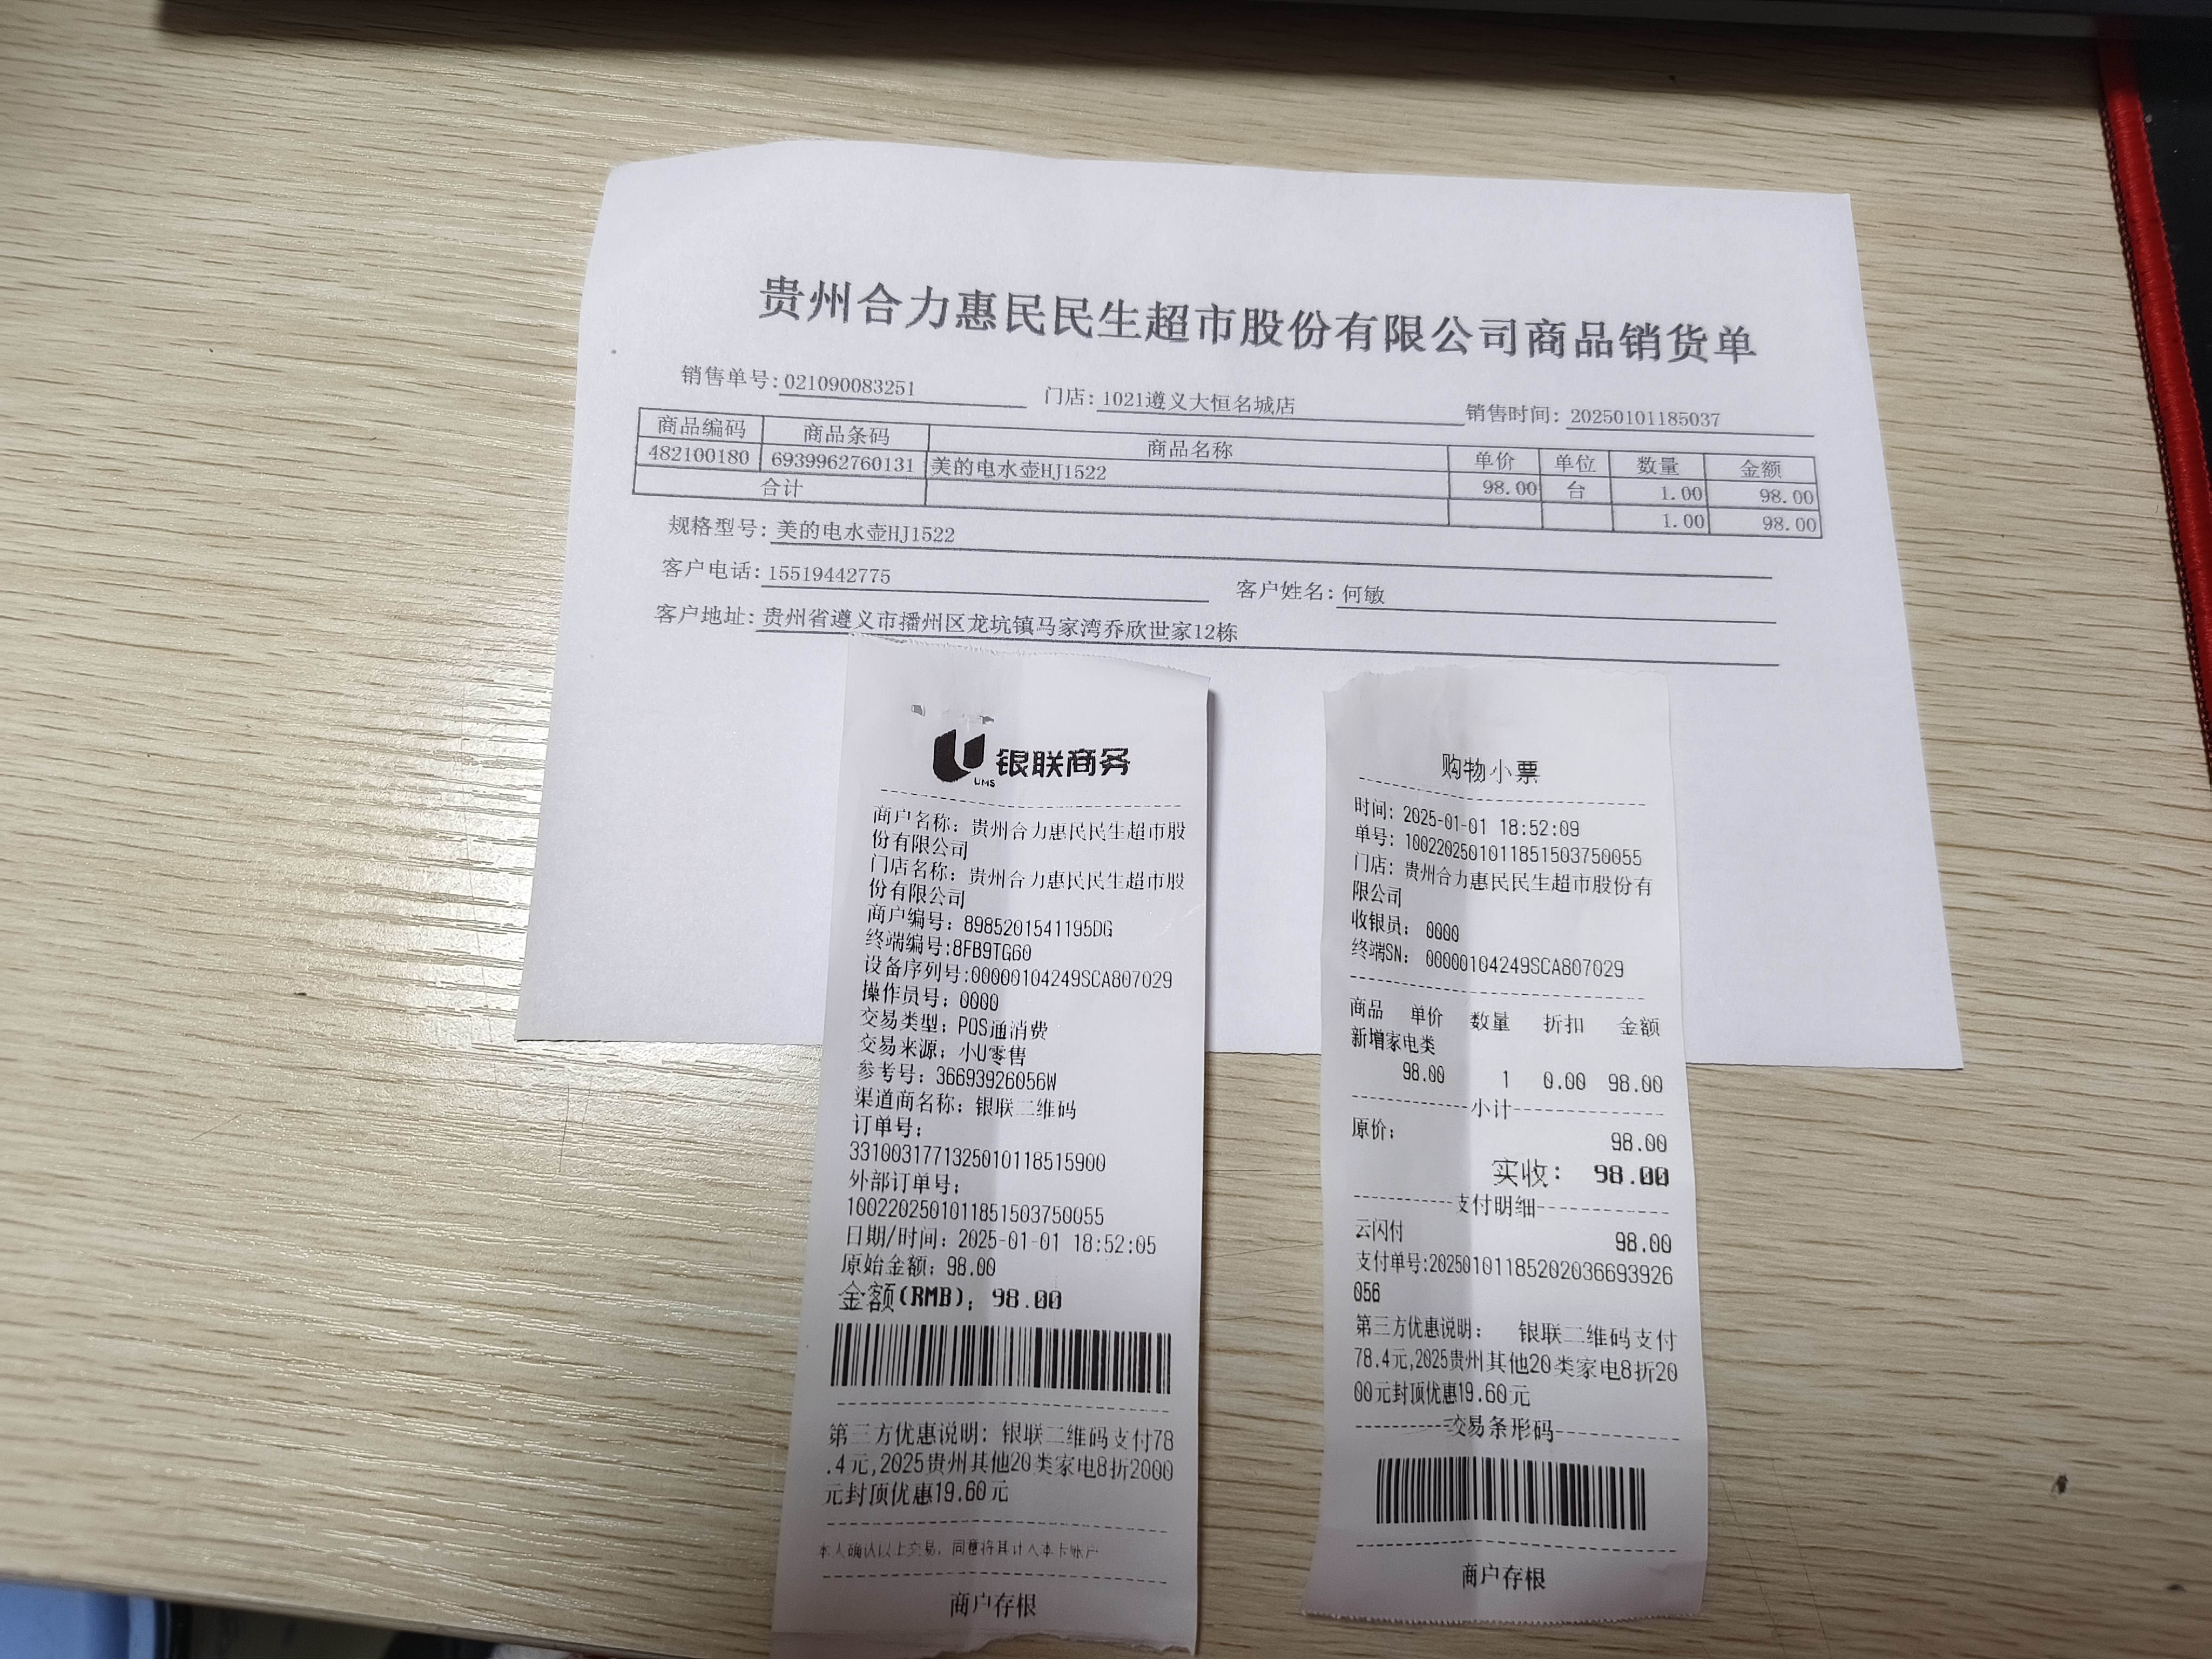 贵州合力惠民民生超市股份有限公司商品销货单
销售单号: 021090083251 门店: 1021遵义大恒名城店 销售时间: 20250101185037
商品编码 商品条码 商品名称 单价 单位 数量 金额
482100180 6939962760131 美的电水壶HJ1522 98.00 台 1.00 98.00
合计 1.00 98.00
规格型号: 美的电水壶HJ1522
客户电话: 15519442775 客户姓名: 何敏
客户地址: 贵州省遵义市播州区龙坑镇马家湾乔欣世家12栋
UMS 银联商务
商户名称: 贵州合力惠民民生超市股
份有限公司
门店名称: 贵州合力惠民民生超市股
份有限公司
商户编号: 8985201541195DG
终端编号:8FB9TG60
设备序列号:00000104249SCA807029
操作员号: 0000
交易类型: POS通消费
交易来源: 小U零售
参考号: 36693926056W
渠道商名称: 银联二维码
订单号:
33100317713250101118515900
外部订单号:
1002202501011851503750055
日期/时间: 2025-01-01 18:52:05
原始金额: 98.00
金额(RMB): 98.00
第三方优惠说明: 银联二维码支付78
.4元,2025贵州其他20类家电8折2000
元封顶优惠19.60元
本人确认以上交易, 同意将其计入本卡账户
商户存根
购物小票
时间: 2025-01-01 18:52:09
单号: 1002202501011851503750055
门店: 贵州合力惠民民生超市股份有
限公司
收银员: 0000
终端SN: 00000104249SCA807029
商品 单价 数量 折扣 金额
新增家电类
98.00 1 0.00 98.00
小计
原价: 98.00
实收: 98.00
支付明细
云闪付 98.00
支付单号:20250101185202036693926
056
第三方优惠说明: 银联二维码支付
78.4元,2025贵州其他20类家电8折20
00元封顶优惠19.60元
交易条形码
商户存根